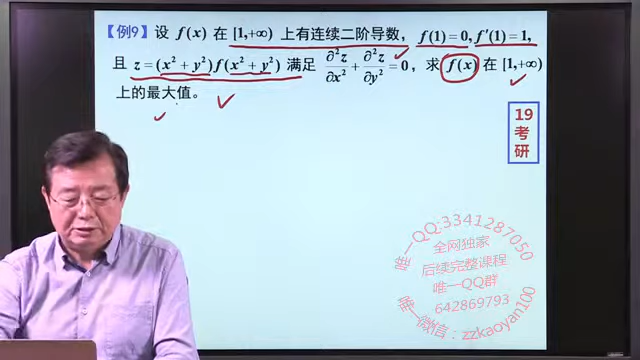 【例9】设 f(x) 在 [1,+∞) 上有连续二阶导数, f(1)=0, f′(1)=1,
且 z=(x²+y²)f(x²+y²) 满足 ∂²z/∂x² + ∂²z/∂y² = 0, 求 f(x) 在 [1,+∞)
上的最大值。
19
考
研
唯一QQ:3341287050
全网独家
后续完整课程
唯一QQ群
642869793
唯一微信:zzkaoyan100